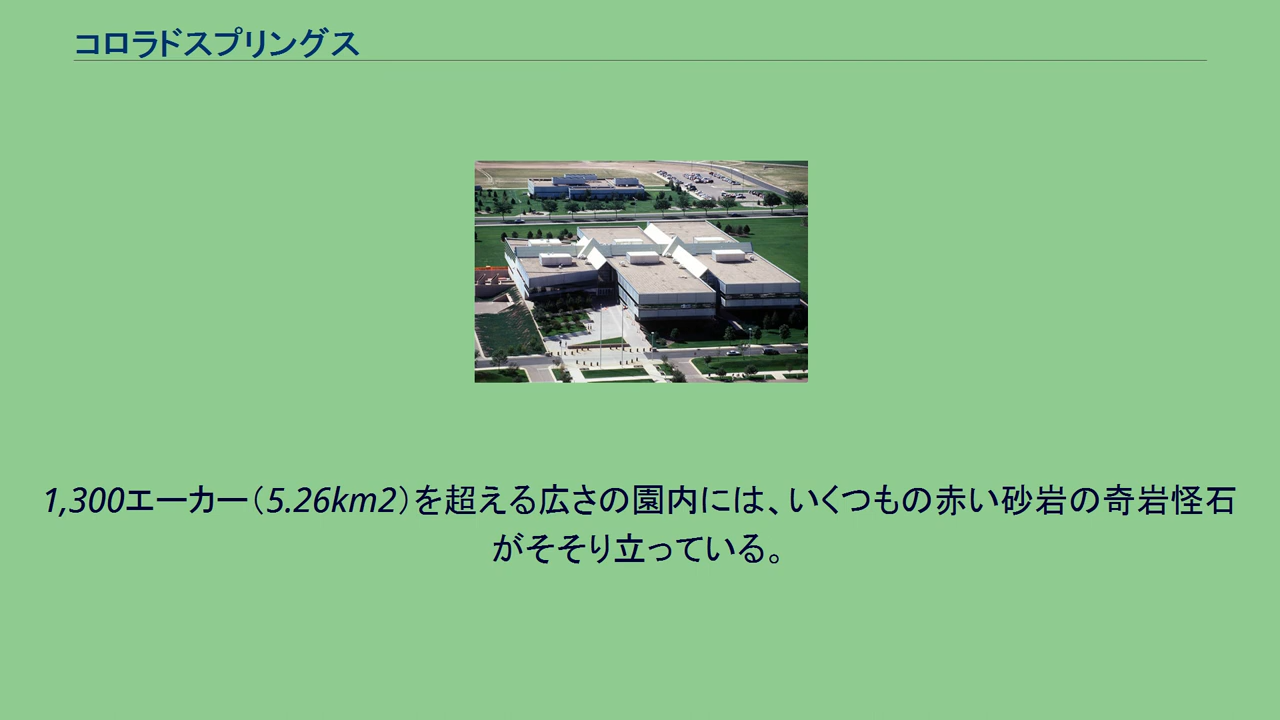 コロラドスプリングス
1,300エーカー（5.26km2）を超える広さの園内には、いくつもの赤い砂岩の奇岩怪石
がそそり立っている。